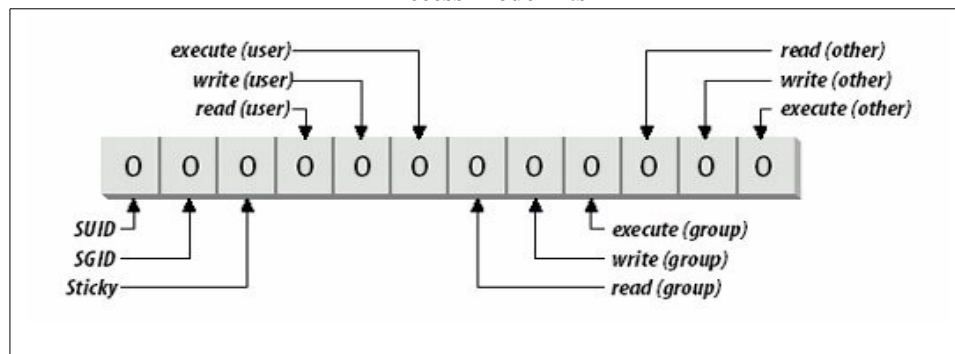 execute (user)
write (user)
read (user)
read (other)
write (other)
execute (other)
0 0 0 0 0 0 0 0 0 0 0 0
SUID
SGID
Sticky
execute (group)
write (group)
read (group)